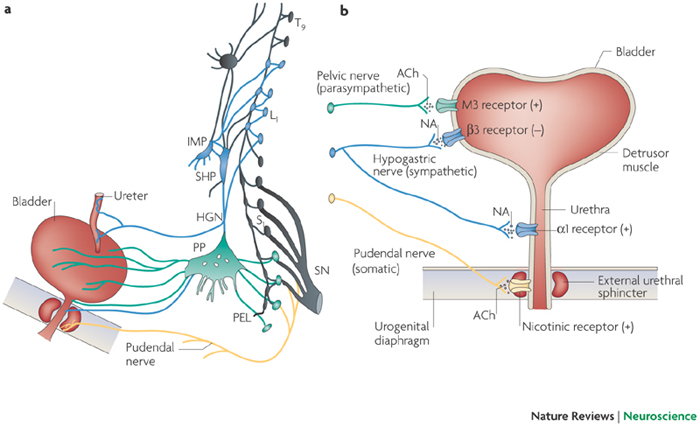 a
T9
L1
IMP
SHP
Ureter
Bladder
HGN
S1
PP
SN
PEL
Pudendal
nerve
b
Bladder
Pelvic nerve
(parasympathetic)
ACh
M3 receptor (+)
NA
β3 receptor (–)
Hypogastric
nerve (sympathetic)
Detrusor
muscle
NA
Urethra
α1 receptor (+)
Pudendal nerve
(somatic)
External urethral
sphincter
ACh
Urogenital
diaphragm
Nicotinic receptor (+)
Nature Reviews | Neuroscience